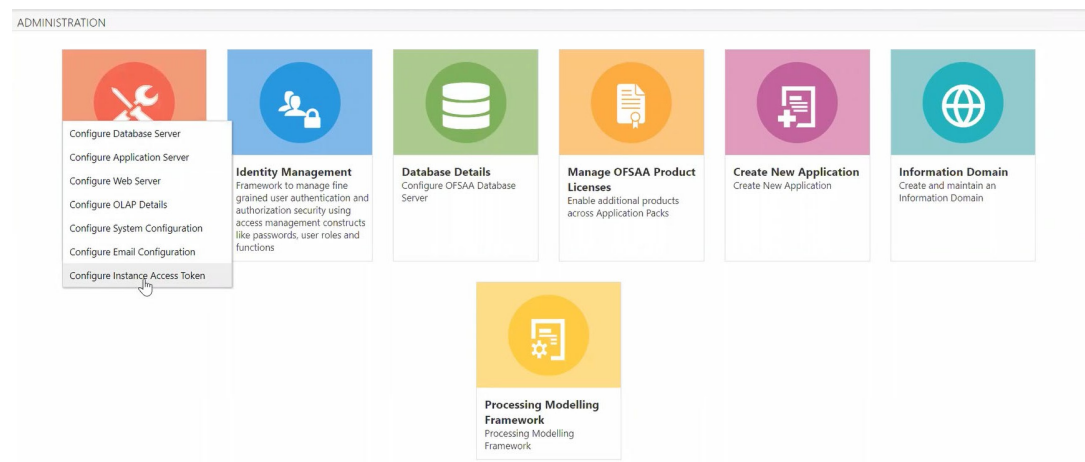 ADMINISTRATION
Configure Database Server
Configure Application Server
Configure Web Server
Configure OLAP Details
Configure System Configuration
Configure Email Configuration
Configure Instance Access Token
Identity Management
Framework to manage fine
grained user authentication and
authorization security using
access management constructs
like passwords, user roles and
functions
Database Details
Configure OFSAA Database
Server
Manage OFSAA Product
Licenses
Enable additional products
across Application Packs
Create New Application
Create New Application
Information Domain
Create and maintain an
Information Domain
Processing Modelling
Framework
Processing Modelling
Framework